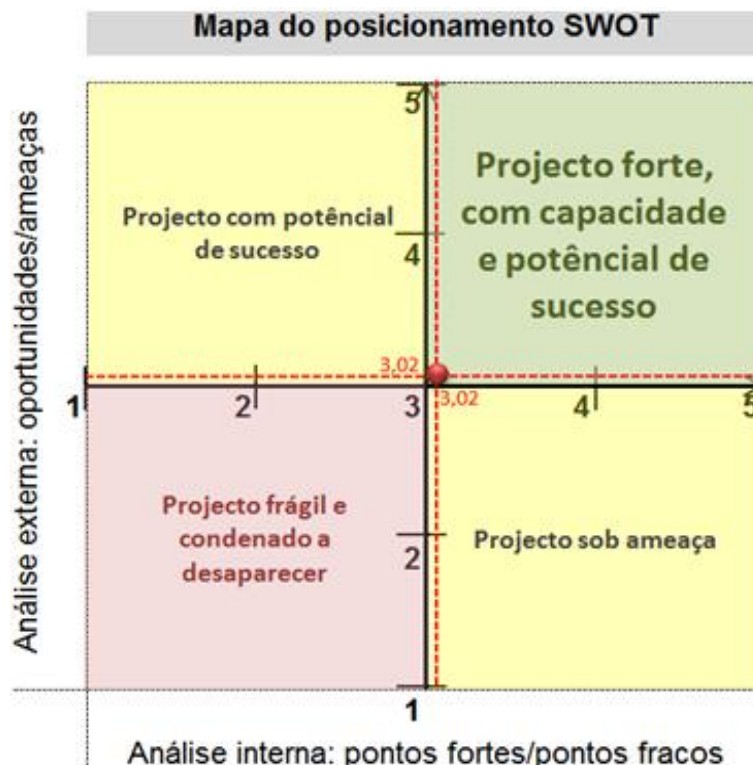 Mapa do posicionamento SWOT
Análise externa: oportunidades/ameaças
5
Projecto forte,
com capacidade
e potêncial de
sucesso
Projecto com potêncial
de sucesso
4
3,02
1
2
3
3,02
4
5
Projecto frágil e
condenado a
desaparecer
2
Projecto sob ameaça
1
Análise interna: pontos fortes/pontos fracos